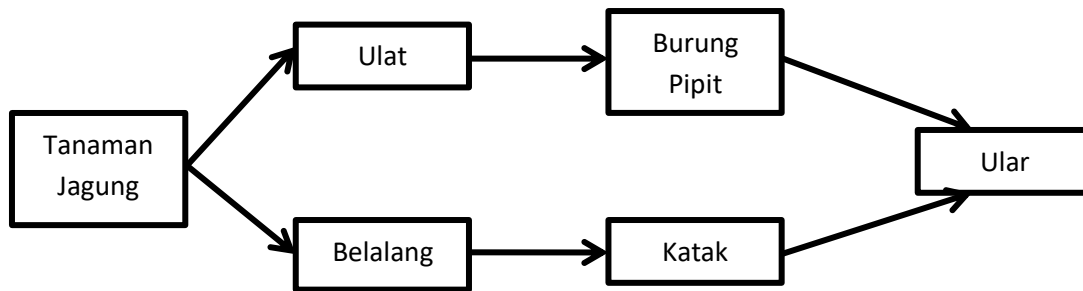 Ulat
Burung
Pipit
Tanaman
Jagung
Ular
Belalang
Katak